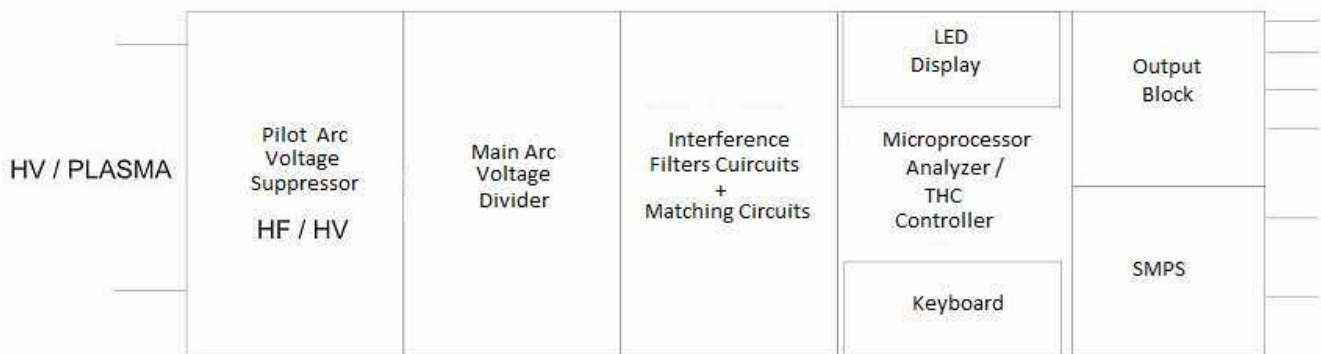 HV / PLASMA
Pilot Arc
Voltage
Suppressor
HF / HV
Main Arc
Voltage
Divider
Interference
Filters Cuircuits
+
Matching Circuits
LED
Display
Microprocessor
Analyzer /
THC
Controller
Keyboard
Output
Block
SMPS